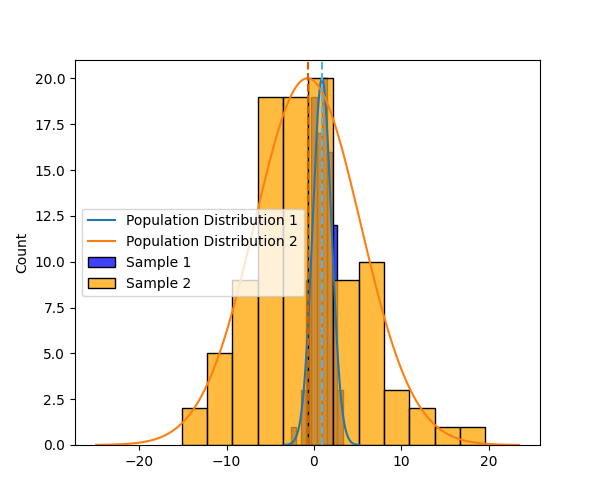 20.0
17.5
15.0
12.5
10.0
7.5
5.0
2.5
0.0
Count
Population Distribution 1
Population Distribution 2
Sample 1
Sample 2
−20
−10
0
10
20